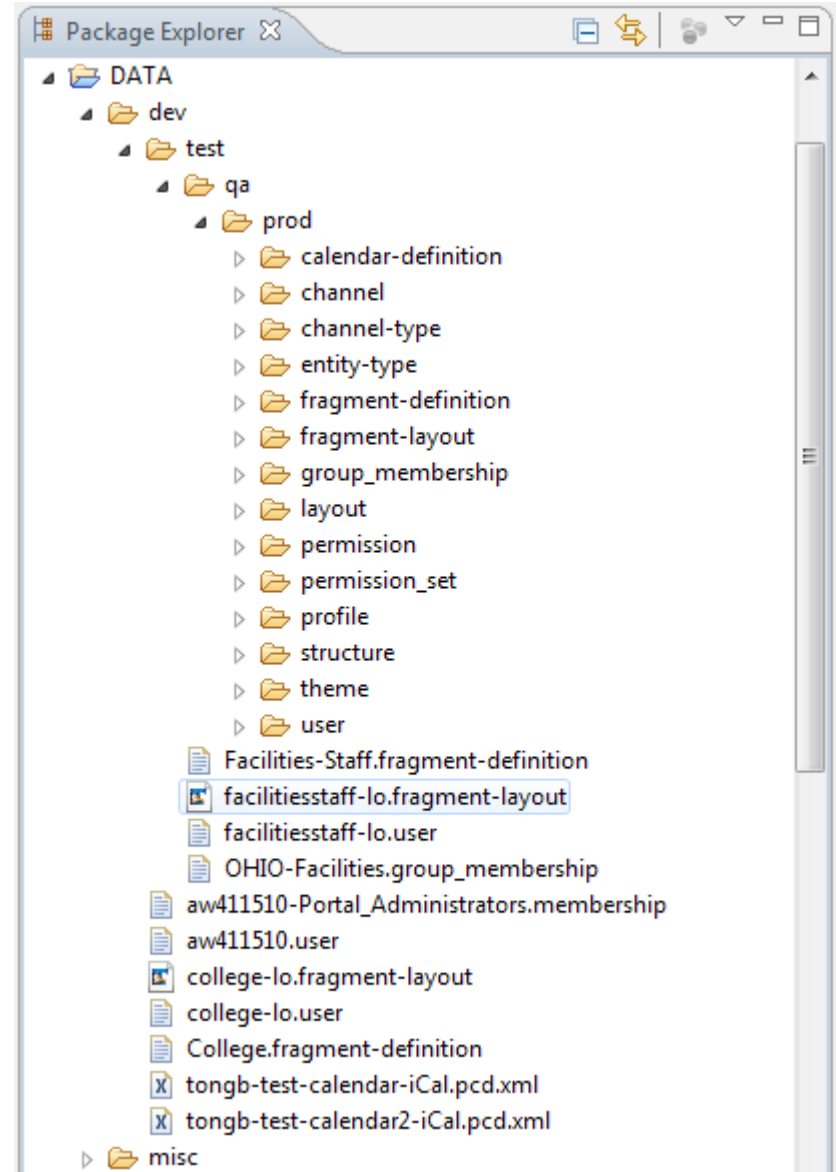 Package Explorer
DATA
dev
test
qa
prod
calendar-definition
channel
channel-type
entity-type
fragment-definition
fragment-layout
group_membership
layout
permission
permission_set
profile
structure
theme
user
Facilities-Staff.fragment-definition
facilitiesstaff-lo.fragment-layout
facilitiesstaff-lo.user
OHIO-Facilities.group_membership
aw411510-Portal_Administrators.membership
aw411510.user
college-lo.fragment-layout
college-lo.user
College.fragment-definition
tongb-test-calendar-iCal.pcd.xml
tongb-test-calendar2-iCal.pcd.xml
misc